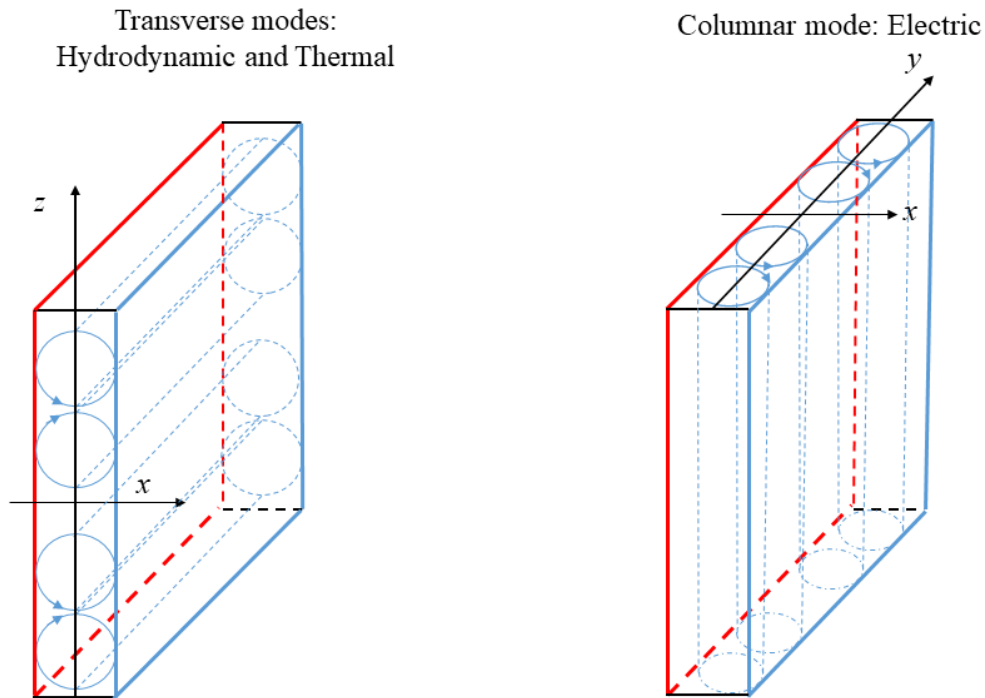 Transverse modes:
Hydrodynamic and Thermal
Columnar mode: Electric
y
z
x
x